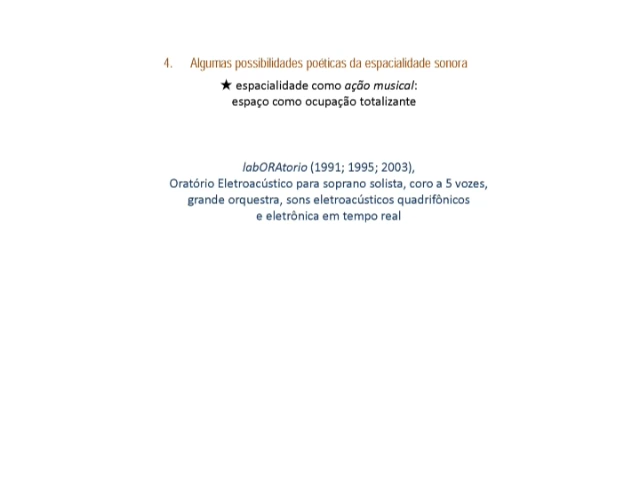 4. Algumas possibilidades poéticas da espacialidade sonora
★ espacialidade como ação musical:
espaço como ocupação totalizante
labORAtorio (1991; 1995; 2003),
Oratório Eletroacústico para soprano solista, coro a 5 vozes,
grande orquestra, sons eletroacústicos quadrifônicos
e eletrônica em tempo real